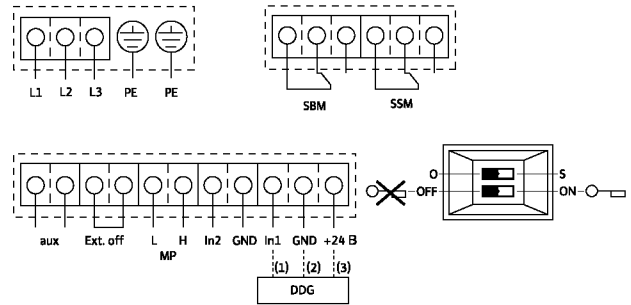 L1 L2 L3 PE PE
SBM SSM
O S
OFF ON
aux Ext. off L H In2 GND In1 GND +24 В
MP
(1) (2) (3)
DDG